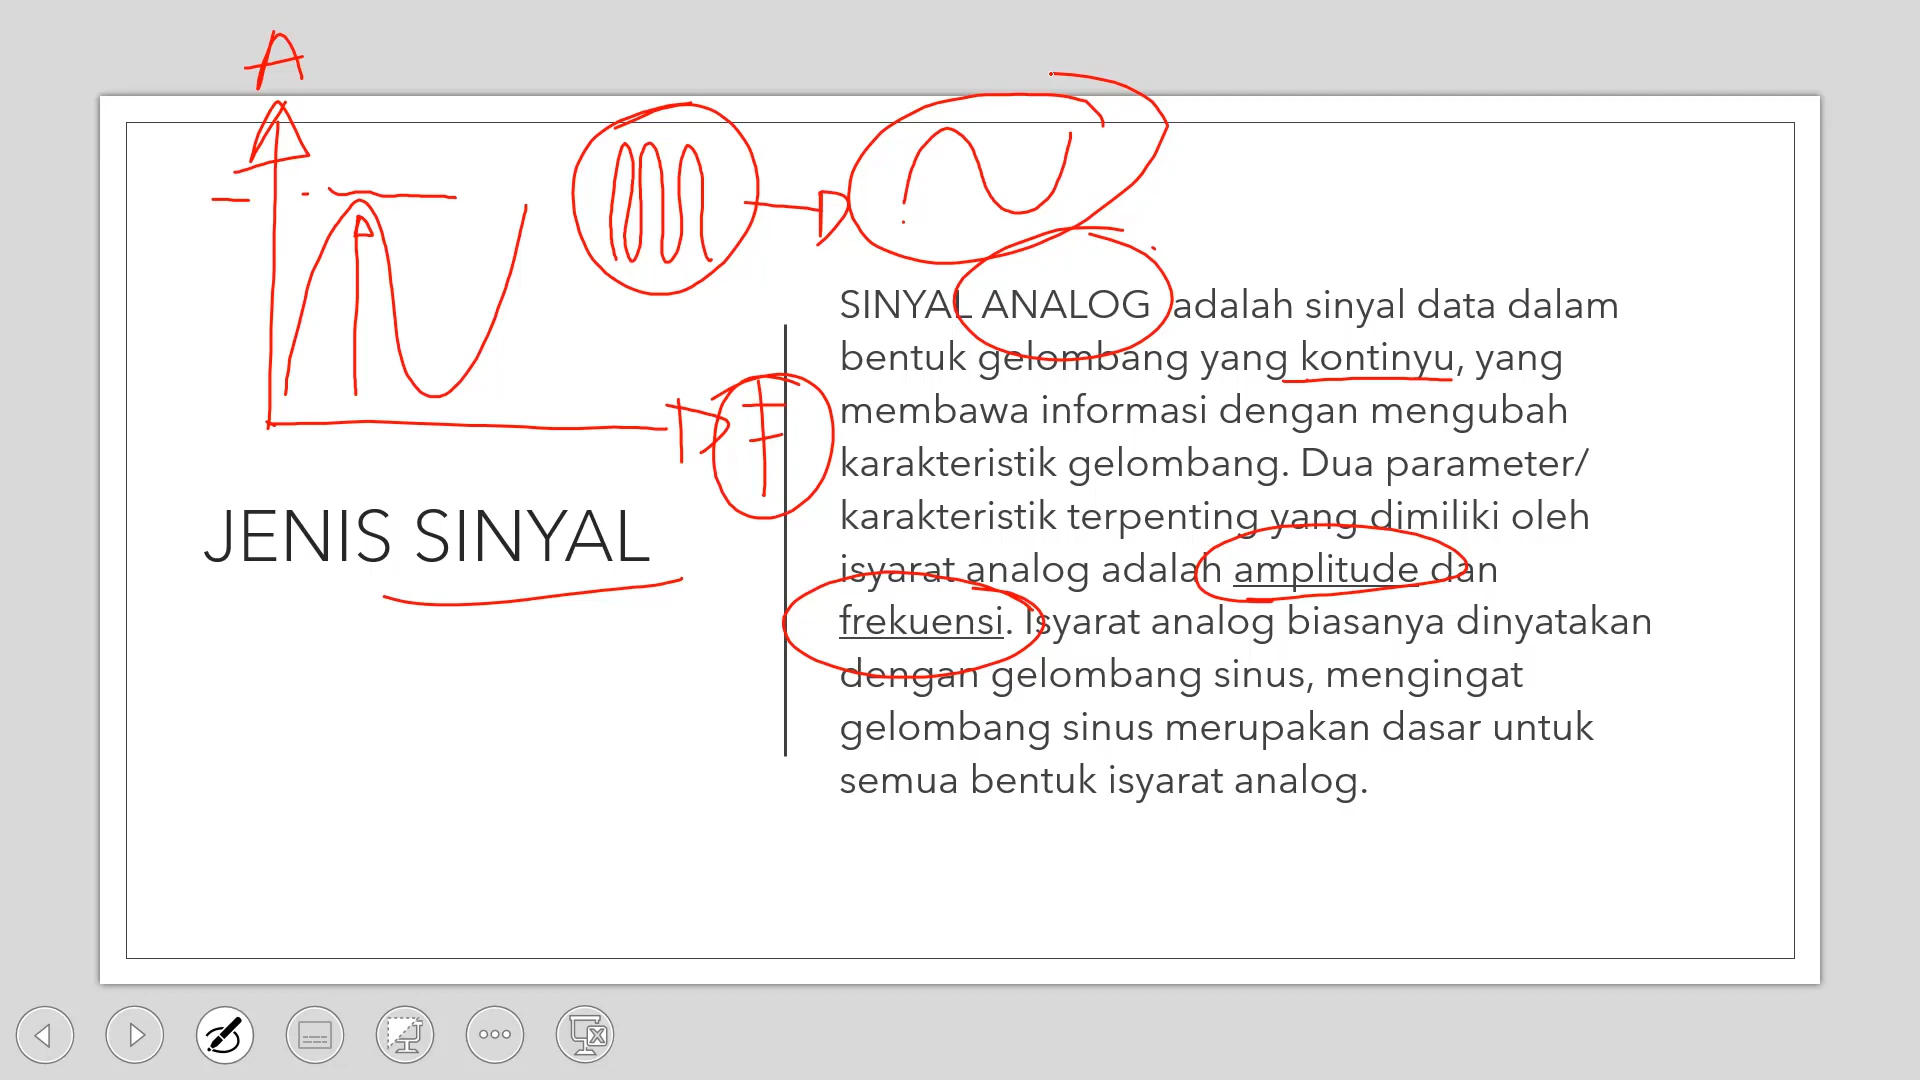 A
F
JENIS SINYAL
SINYAL ANALOG adalah sinyal data dalam
bentuk gelombang yang kontinyu, yang
membawa informasi dengan mengubah
karakteristik gelombang. Dua parameter/
karakteristik terpenting yang dimiliki oleh
isyarat analog adalah amplitude dan
frekuensi. Isyarat analog biasanya dinyatakan
dengan gelombang sinus, mengingat
gelombang sinus merupakan dasar untuk
semua bentuk isyarat analog.